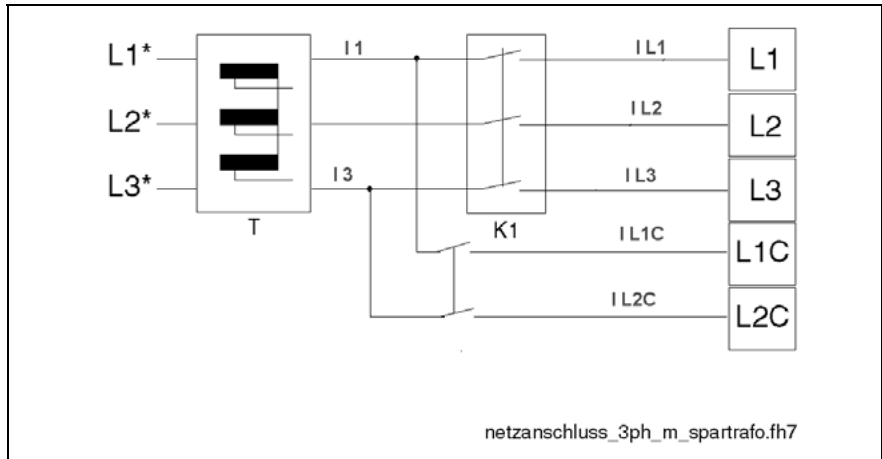 L1* I1 IL1 L1
L2* IL2 L2
L3* I3 IL3 L3
T K1
IL1C L1C
IL2C L2C
netzanschluss_3ph_m_spartrafo.fh7